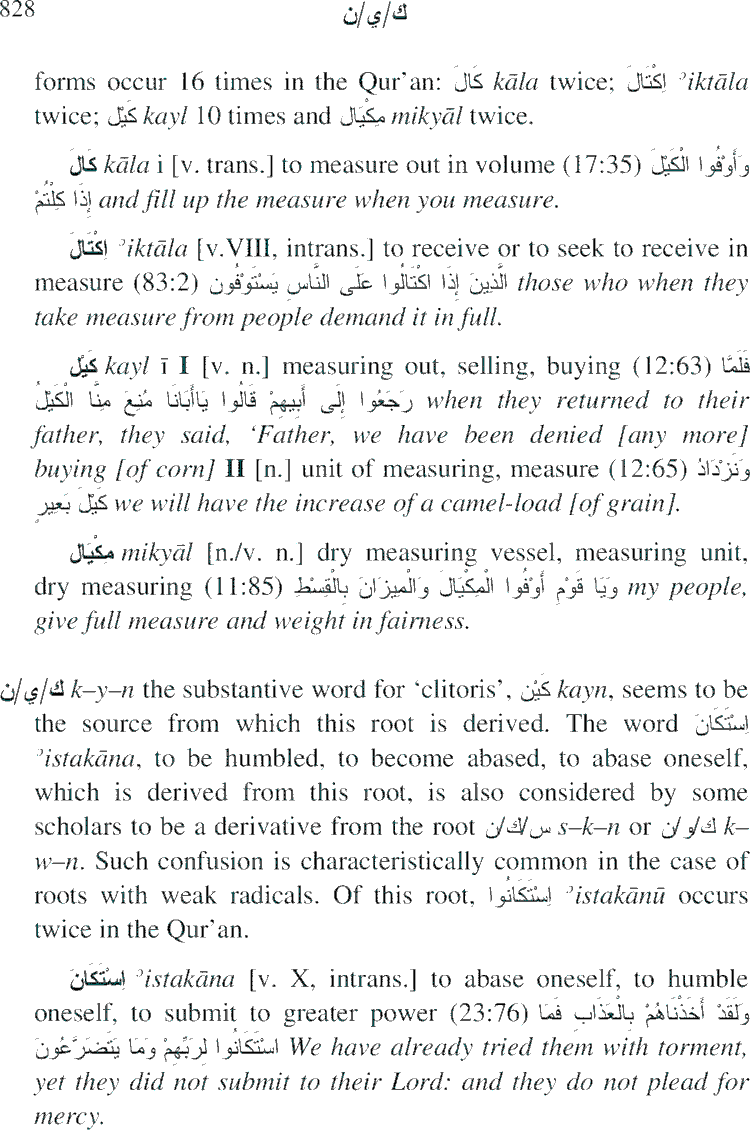 828
ك/ي/ن
forms occur 16 times in the Qur'an: كَالَ kāla twice; اِكْتَالَ ʾiktāla
twice; كَيْل kayl 10 times and مِكْيَال mikyāl twice.
كَالَ kāla i [v. trans.] to measure out in volume (17:35) وَأَوْفُوا الْكَيْلَ
إِذَا كِلْتُمْ and fill up the measure when you measure.
اِكْتَالَ ʾiktāla [v.VIII, intrans.] to receive or to seek to receive in
measure (83:2) الَّذِينَ إِذَا اكْتَالُوا عَلَى النَّاسِ يَسْتَوْفُون those who when they
take measure from people demand it in full.
كَيْل kayl ī I [v. n.] measuring out, selling, buying (12:63) فَلَمَّا
رَجَعُوا إِلَى أَبِيهِمْ قَالُوا يَاأَبَانَا مُنِعَ مِنَّا الْكَيْلُ when they returned to their
father, they said, ‘Father, we have been denied [any more]
buying [of corn] II [n.] unit of measuring, measure (12:65) وَنَزْدَادُ
كَيْلَ بَعِيرٍ we will have the increase of a camel-load [of grain].
مِكْيَال mikyāl [n./v. n.] dry measuring vessel, measuring unit,
dry measuring (11:85) وَيَا قَوْمِ أَوْفُوا الْمِكْيَالَ وَالْمِيزَانَ بِالْقِسْطِ my people,
give full measure and weight in fairness.
ك/ي/ن k–y–n the substantive word for ‘clitoris’, كَيْن kayn, seems to be
the source from which this root is derived. The word اِسْتَكَانَ
ʾistakāna, to be humbled, to become abased, to abase oneself,
which is derived from this root, is also considered by some
scholars to be a derivative from the root س/ك/ن s–k–n or ك/و/ن k–
w–n. Such confusion is characteristically common in the case of
roots with weak radicals. Of this root, اِسْتَكَانُوا ʾistakānū occurs
twice in the Qur'an.
اِسْتَكَانَ ʾistakāna [v. X, intrans.] to abase oneself, to humble
oneself, to submit to greater power (23:76) وَلَقَدْ أَخَذْنَاهُمْ بِالْعَذَابِ فَمَا
اسْتَكَانُوا لِرَبِّهِمْ وَمَا يَتَضَرَّعُونَ We have already tried them with torment,
yet they did not submit to their Lord: and they do not plead for
mercy.